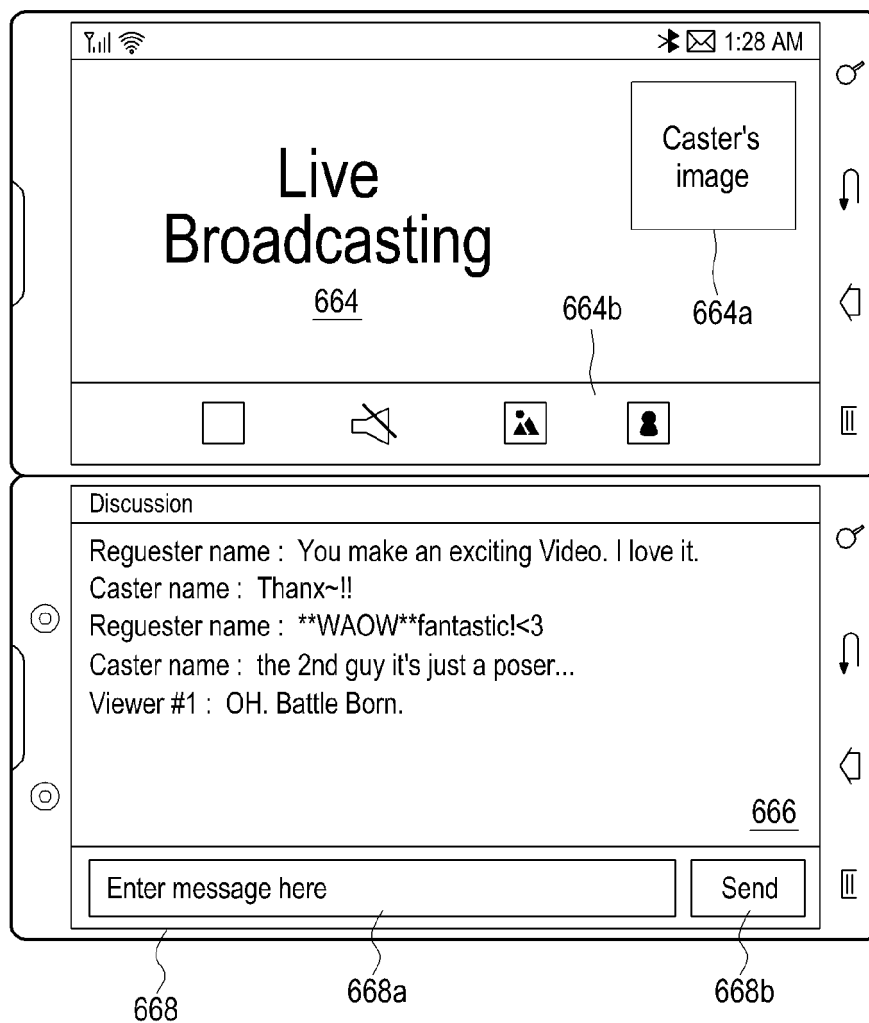 1:28 AM
Caster's
image
Live
Broadcasting
664
664b
664a
Discussion
Reguester name : You make an exciting Video. I love it.
Caster name : Thanx~!!
Reguester name : **WAOW**fantastic!<3
Caster name : the 2nd guy it's just a poser...
Viewer #1 : OH. Battle Born.
666
Enter message here
Send
668
668a
668b